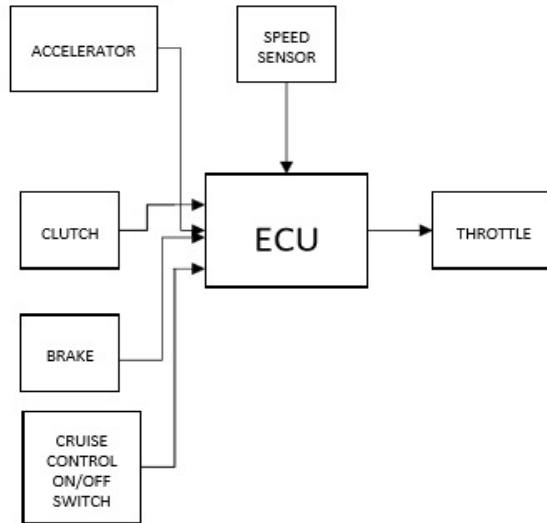 ACCELERATOR
SPEED
SENSOR
CLUTCH
ECU
THROTTLE
BRAKE
CRUISE
CONTROL
ON/OFF
SWITCH